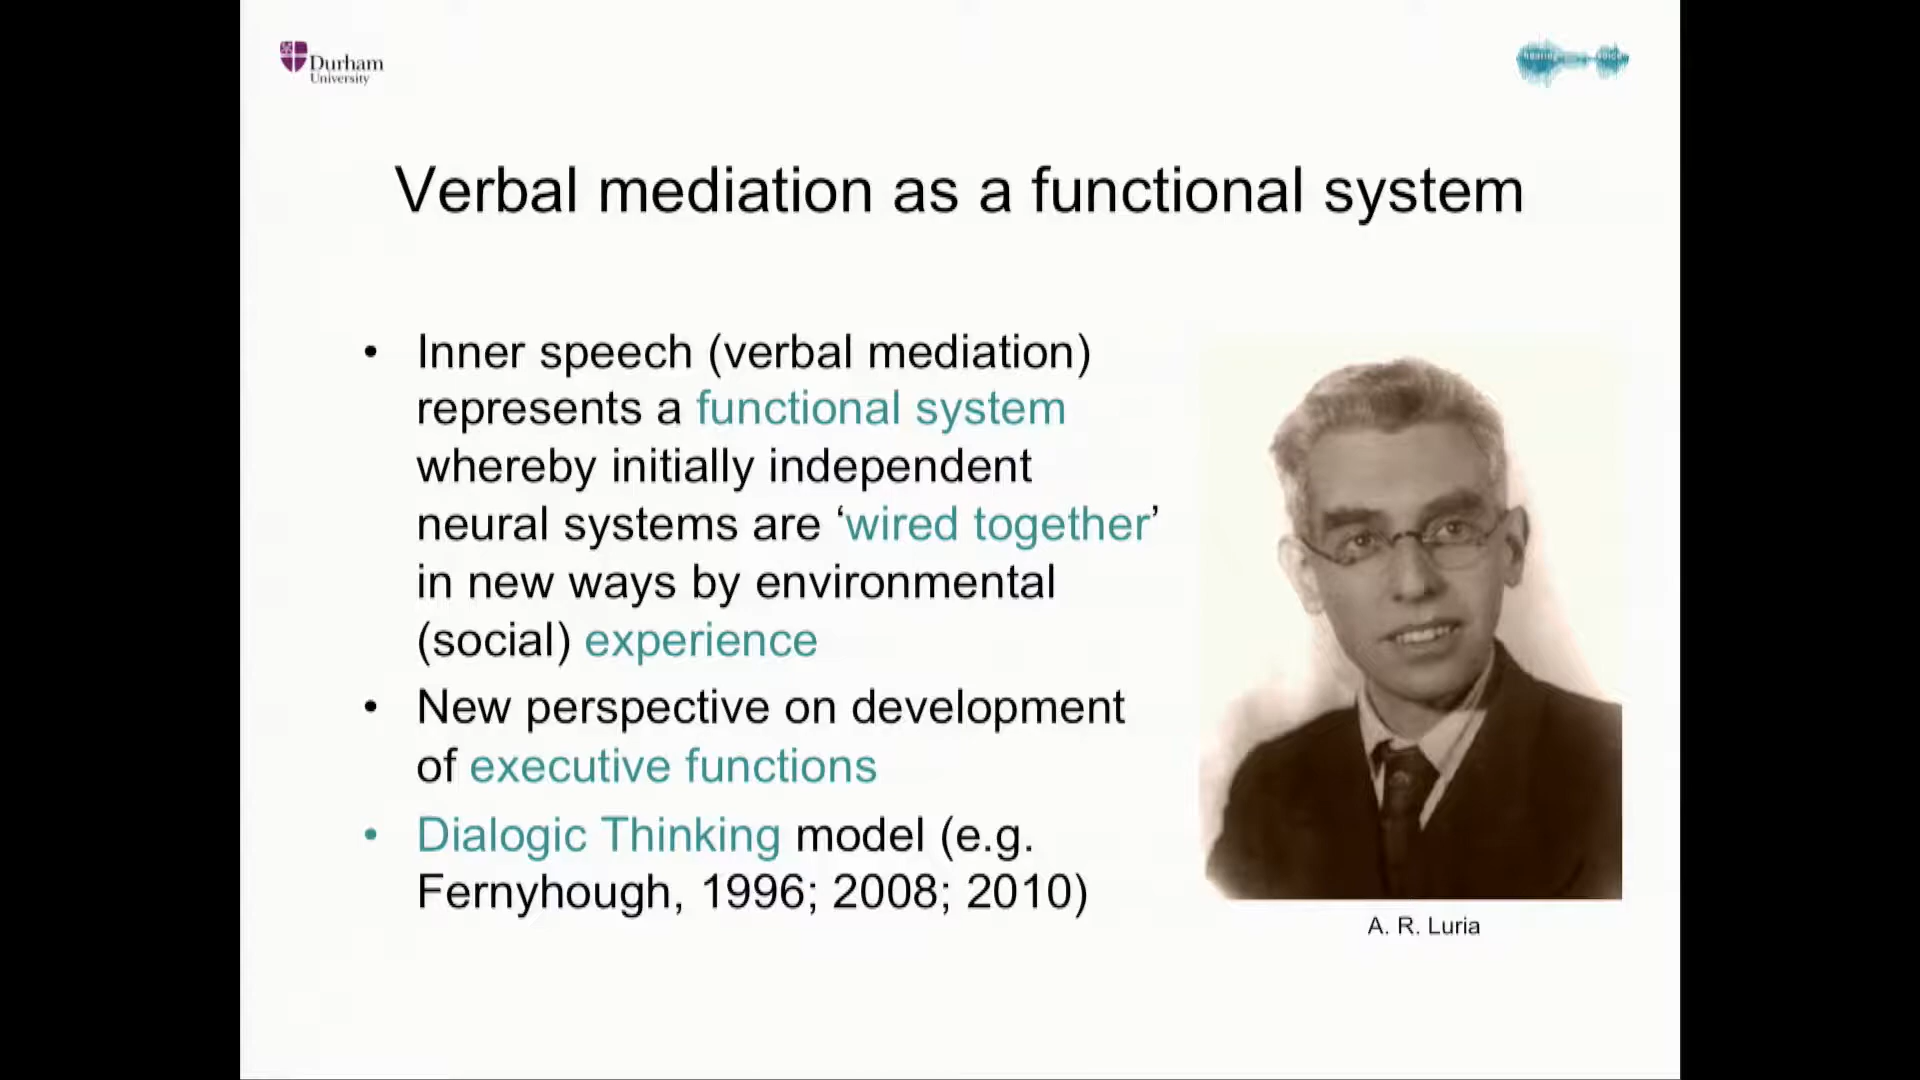 Durham
University
hearing voice
Verbal mediation as a functional system
• Inner speech (verbal mediation)
represents a functional system
whereby initially independent
neural systems are ‘wired together’
in new ways by environmental
(social) experience
• New perspective on development
of executive functions
• Dialogic Thinking model (e.g.
Fernyhough, 1996; 2008; 2010)
A. R. Luria